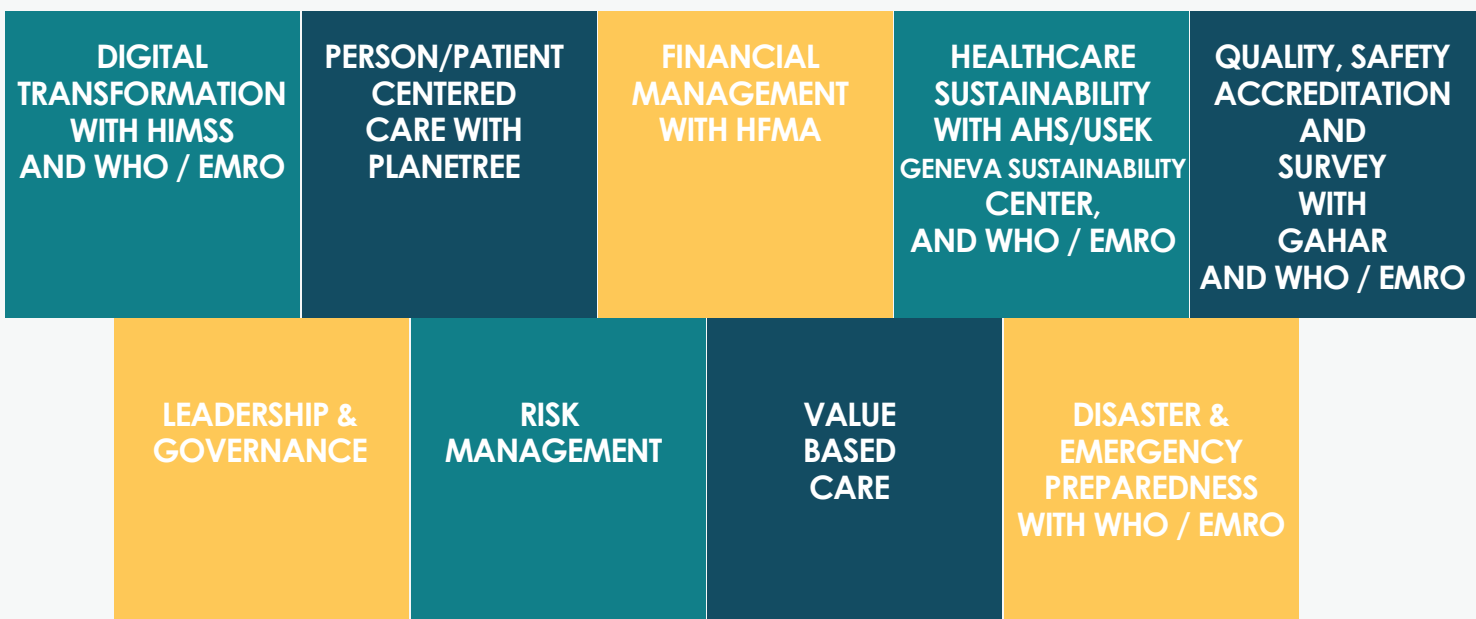 DIGITAL
TRANSFORMATION
WITH HIMSS
AND WHO / EMRO
PERSON/PATIENT
CENTERED
CARE WITH
PLANETREE
FINANCIAL
MANAGEMENT
WITH HFMA
HEALTHCARE
SUSTAINABILITY
WITH AHS/USEK
GENEVA SUSTAINABILITY
CENTER,
AND WHO / EMRO
QUALITY, SAFETY
ACCREDITATION
AND
SURVEY
WITH
GAHAR
AND WHO / EMRO
LEADERSHIP &
GOVERNANCE
RISK
MANAGEMENT
VALUE
BASED
CARE
DISASTER &
EMERGENCY
PREPAREDNESS
WITH WHO / EMRO